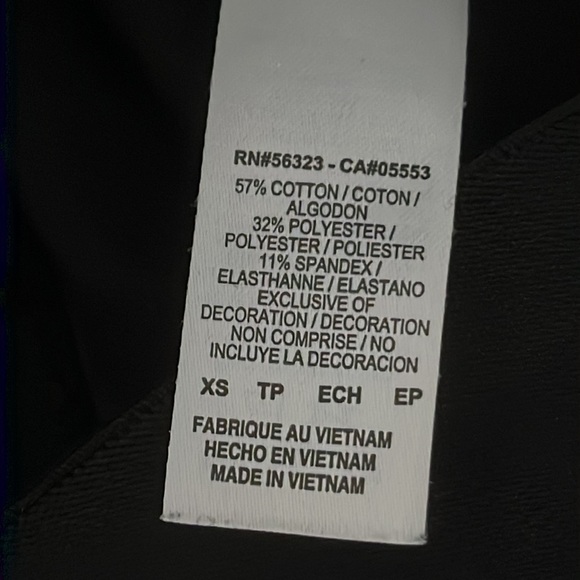 RN#56323 - CA#05553
57% COTTON / COTON /
ALGODON
32% POLYESTER /
POLYESTER / POLIESTER
11% SPANDEX /
ELASTHANNE / ELASTANO
EXCLUSIVE OF
DECORATION / DECORATION
NON COMPRISE / NO
INCLUYE LA DECORACION
XS TP ECH EP
FABRIQUE AU VIETNAM
HECHO EN VIETNAM
MADE IN VIETNAM